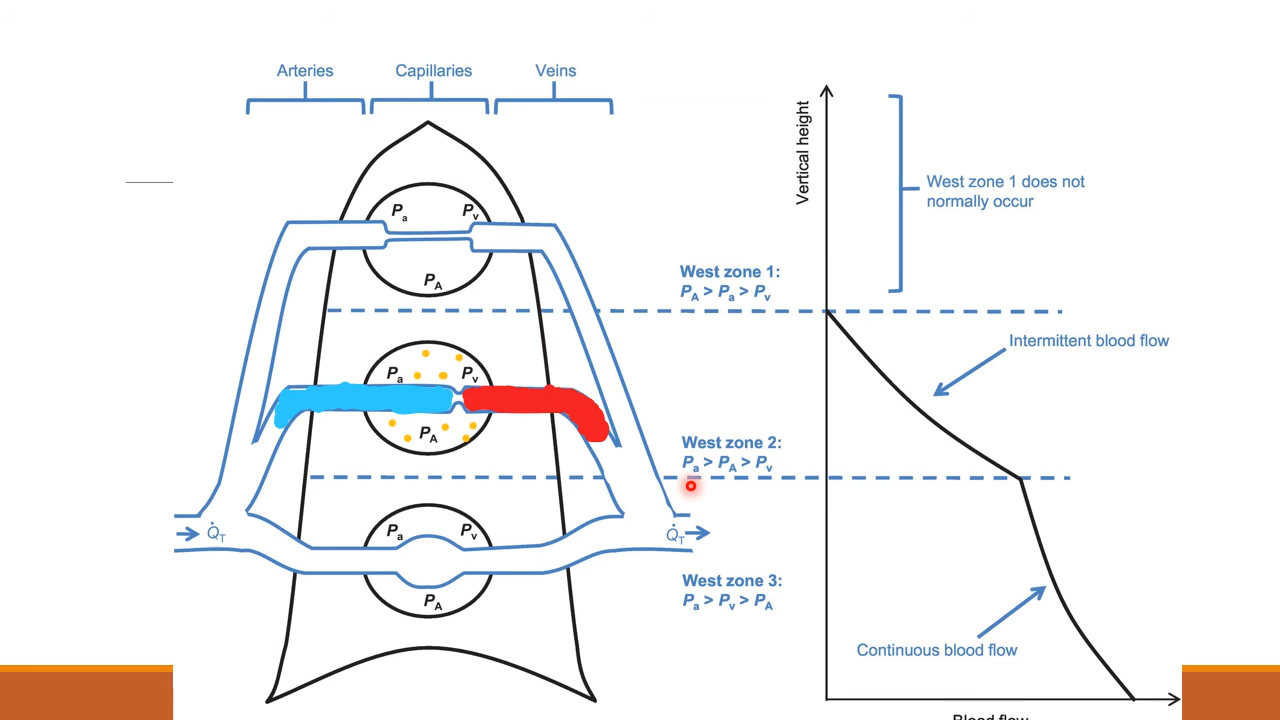 Arteries
Capillaries
Veins
Pa
Pv
PA
Pa
Pv
PA
Q̇T
Pa
Pv
PA
Q̇T
West zone 1:
PA > Pa > Pv
West zone 2:
Pa > PA > Pv
West zone 3:
Pa > Pv > PA
Vertical height
West zone 1 does not
normally occur
Intermittent blood flow
Continuous blood flow
Blood flow